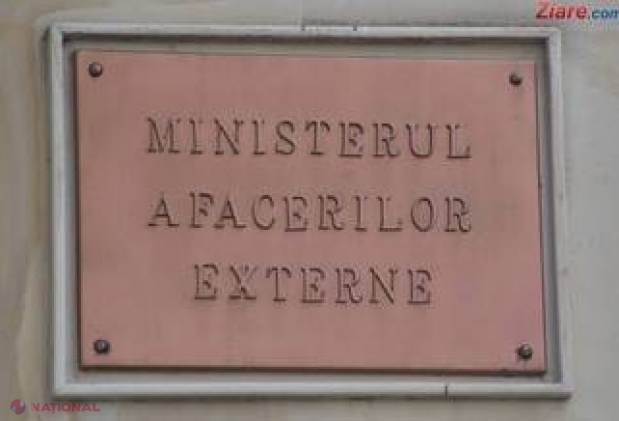 Ziare.com
MINISTERUL
AFACERILOR
EXTERNE
NATIONAL